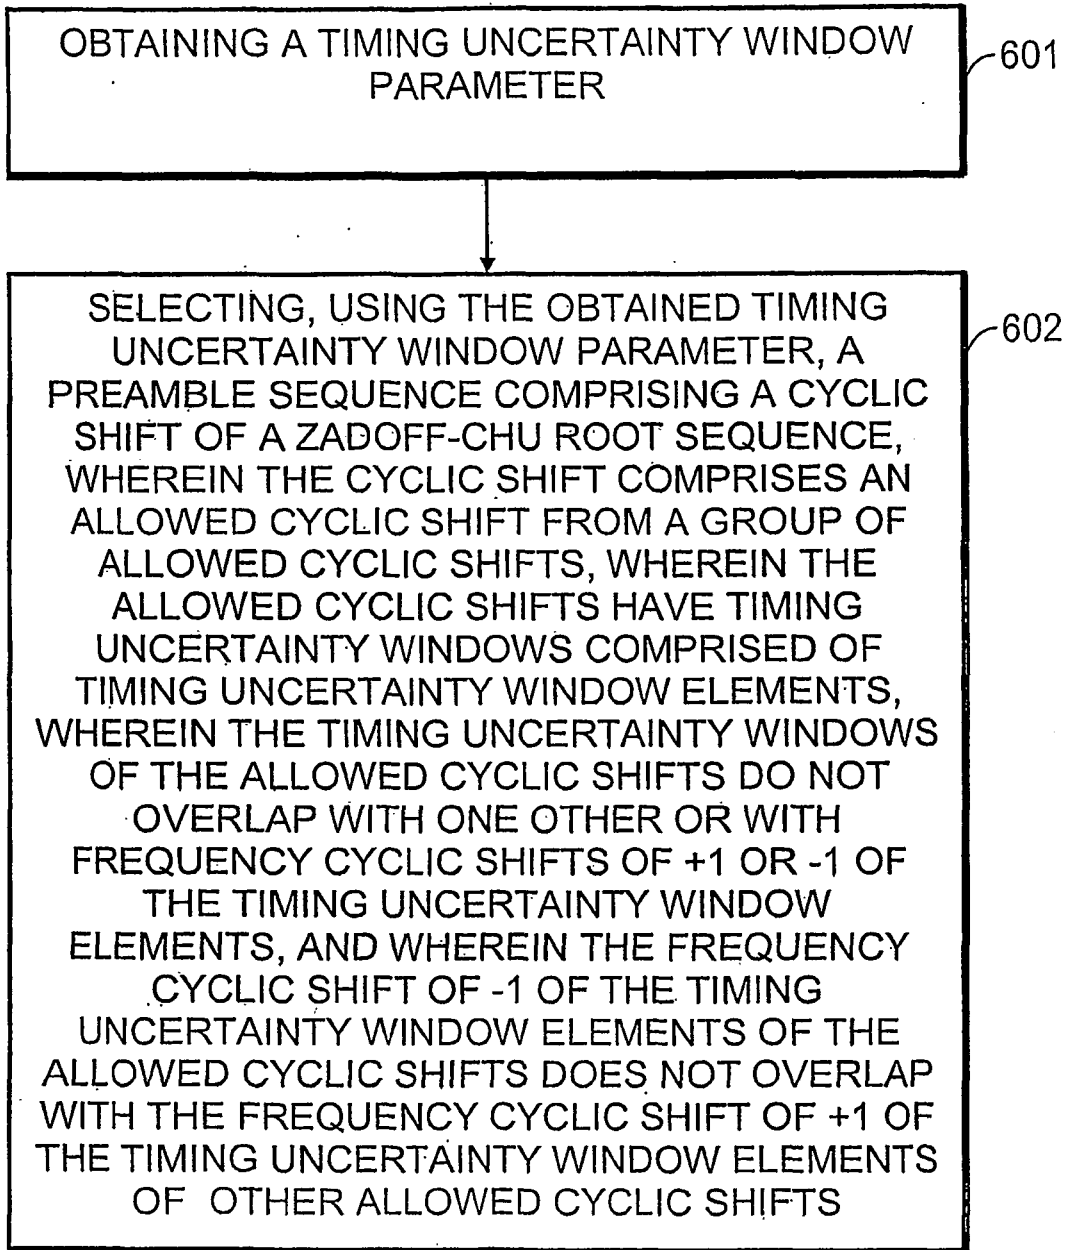 OBTAINING A TIMING UNCERTAINTY WINDOW
PARAMETER
601
SELECTING, USING THE OBTAINED TIMING
UNCERTAINTY WINDOW PARAMETER, A
PREAMBLE SEQUENCE COMPRISING A CYCLIC
SHIFT OF A ZADOFF-CHU ROOT SEQUENCE,
WHEREIN THE CYCLIC SHIFT COMPRISES AN
ALLOWED CYCLIC SHIFT FROM A GROUP OF
ALLOWED CYCLIC SHIFTS, WHEREIN THE
ALLOWED CYCLIC SHIFTS HAVE TIMING
UNCERTAINTY WINDOWS COMPRISED OF
TIMING UNCERTAINTY WINDOW ELEMENTS,
WHEREIN THE TIMING UNCERTAINTY WINDOWS
OF THE ALLOWED CYCLIC SHIFTS DO NOT
OVERLAP WITH ONE OTHER OR WITH
FREQUENCY CYCLIC SHIFTS OF +1 OR -1 OF
THE TIMING UNCERTAINTY WINDOW
ELEMENTS, AND WHEREIN THE FREQUENCY
CYCLIC SHIFT OF -1 OF THE TIMING
UNCERTAINTY WINDOW ELEMENTS OF THE
ALLOWED CYCLIC SHIFTS DOES NOT OVERLAP
WITH THE FREQUENCY CYCLIC SHIFT OF +1 OF
THE TIMING UNCERTAINTY WINDOW ELEMENTS
OF OTHER ALLOWED CYCLIC SHIFTS
602